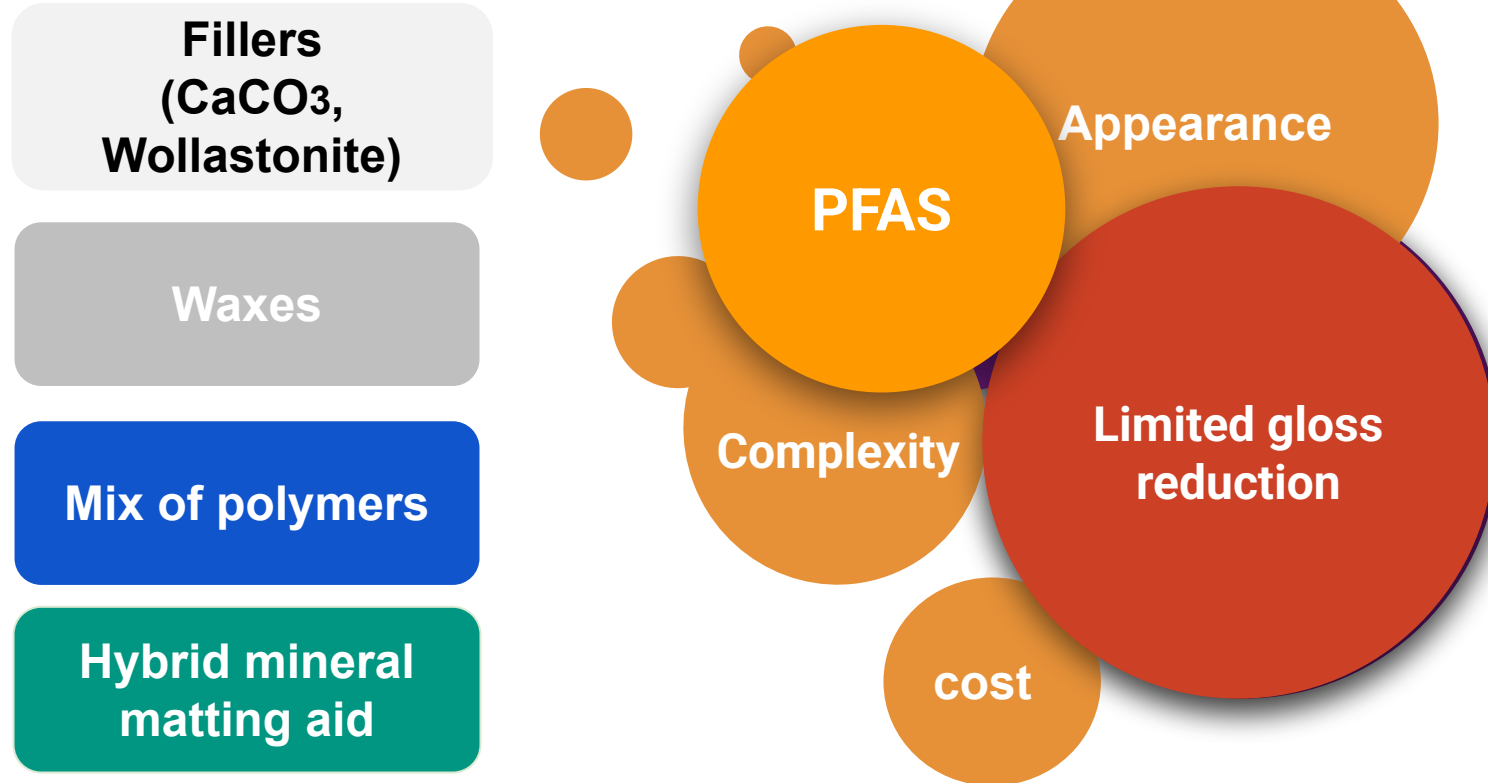 Fillers
(CaCO3,
Wollastonite)
Waxes
Mix of polymers
Hybrid mineral
matting aid
Appearance
PFAS
Limited gloss
reduction
Complexity
cost